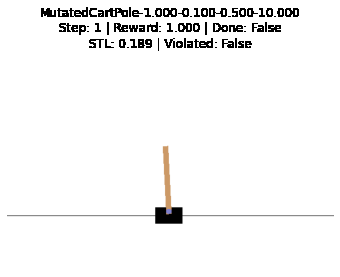 MutatedCartPole-1.000-0.100-0.500-10.000
Step: 1 | Reward: 1.000 | Done: False
STL: 0.189 | Violated: False